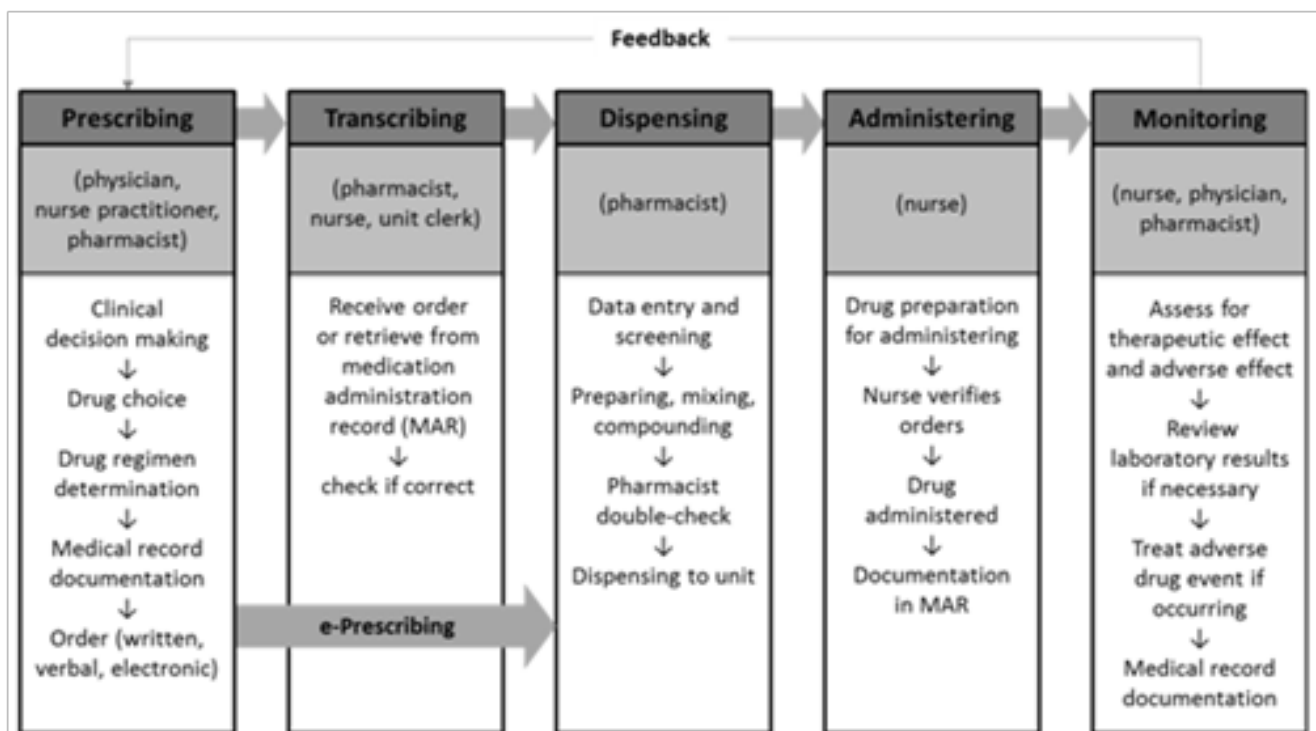 Feedback
Prescribing
(physician,
nurse practitioner,
pharmacist)
Clinical
decision making
↓
Drug choice
↓
Drug regimen
determination
↓
Medical record
documentation
↓
Order (written,
verbal, electronic)
Transcribing
(pharmacist,
nurse, unit clerk)
Receive order
or retrieve from
medication
administration
record (MAR)
↓
check if correct
e-Prescribing
Dispensing
(pharmacist)
Data entry and
screening
↓
Preparing, mixing,
compounding
↓
Pharmacist
double-check
↓
Dispensing to unit
Administering
(nurse)
Drug preparation
for administering
↓
Nurse verifies
orders
↓
Drug
administered
↓
Documentation
in MAR
Monitoring
(nurse, physician,
pharmacist)
Assess for
therapeutic effect
and adverse effect
↓
Review
laboratory results
if necessary
↓
Treat adverse
drug event if
occurring
↓
Medical record
documentation